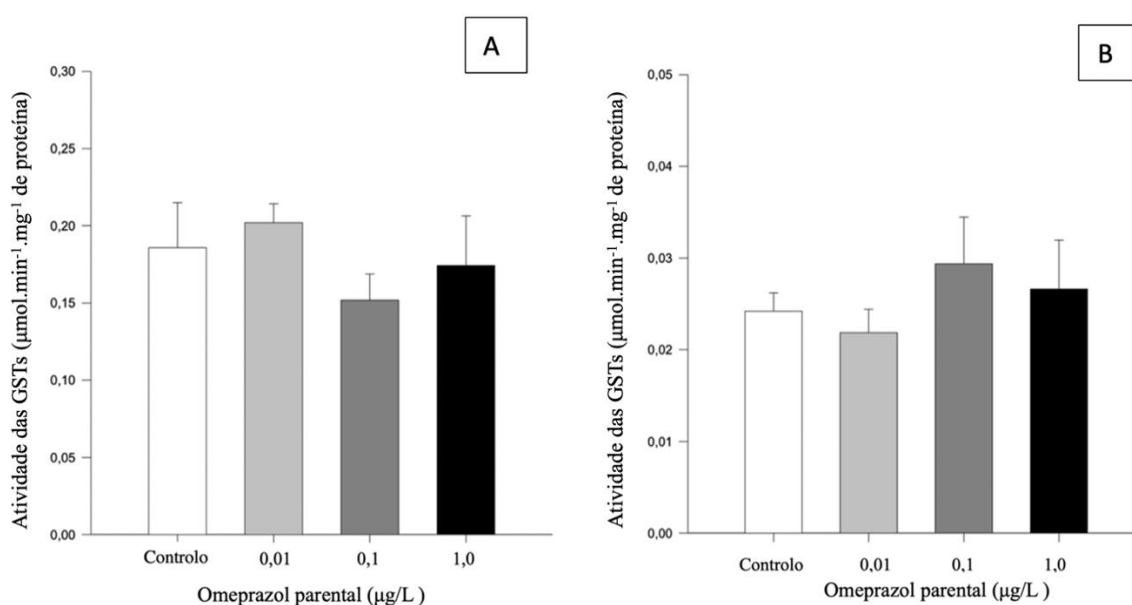 A
Atividade das GSTs (µmol.min⁻¹.mg⁻¹ de proteína)
0,30
0,25
0,20
0,15
0,10
0,05
0,00
Controlo 0,01 0,1 1,0
Omeprazol parental (µg/L )
B
Atividade das GSTs (µmol.min⁻¹.mg⁻¹ de proteína)
0,05
0,04
0,03
0,02
0,01
0,00
Controlo 0,01 0,1 1,0
Omeprazol parental (µg/L )